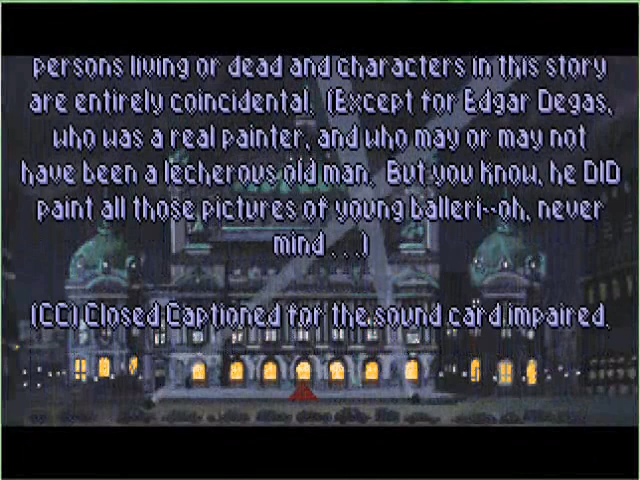 persons living or dead and characters in this story
are entirely coincidental. (Except for Edgar Degas,
who was a real painter, and who may or may not
have been a lecherous old man. But you know, he DID
paint all those pictures of young balleri--oh, never
mind . . .)
(CC) Closed Captioned for the sound card impaired.